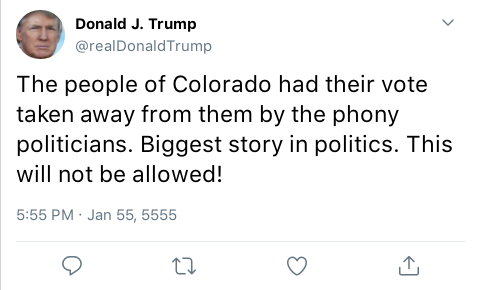 Donald J. Trump
@realDonaldTrump
The people of Colorado had their vote
taken away from them by the phony
politicians. Biggest story in politics. This
will not be allowed!
5:55 PM · Jan 55, 5555